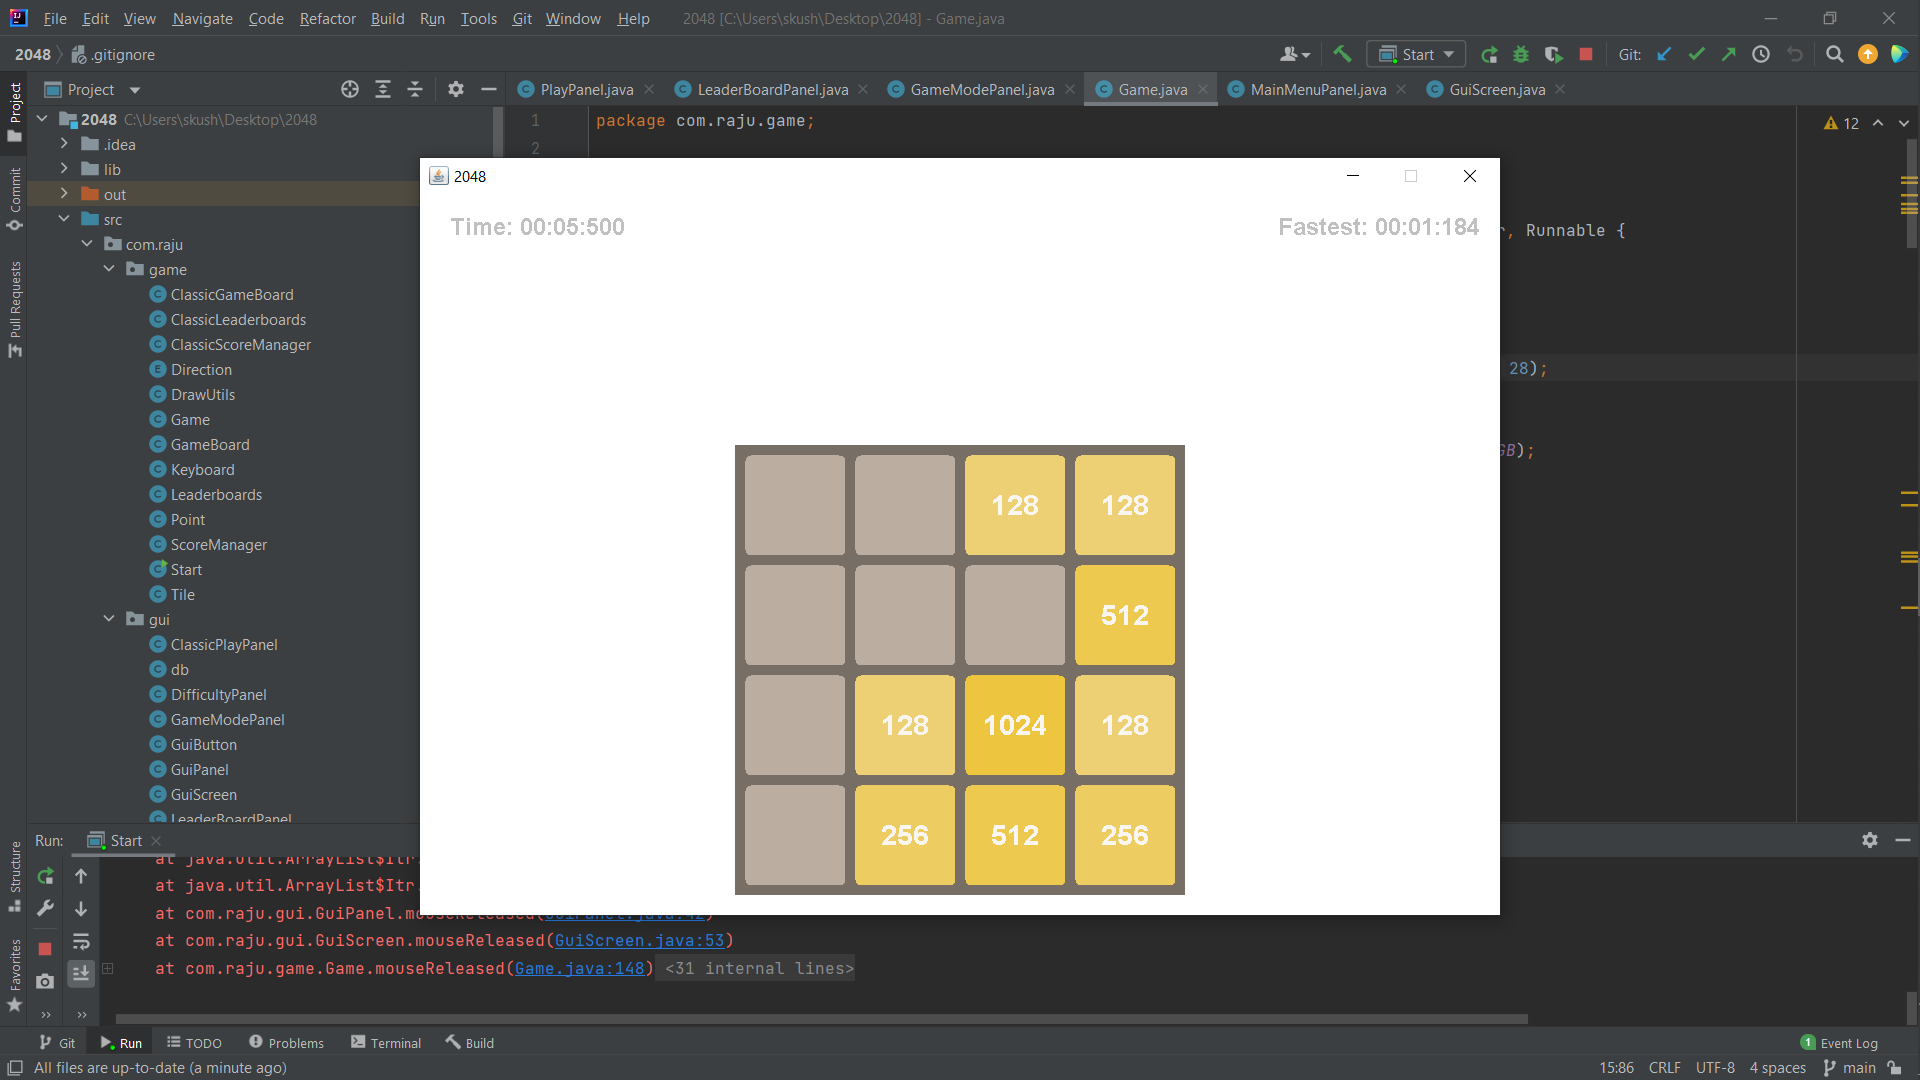 File Edit View Navigate Code Refactor Build Run Tools Git Window Help 2048 [C:\Users\skush\Desktop\2048] - Game.java
2048 .gitignore Start Git:
Project PlayPanel.java LeaderBoardPanel.java GameModePanel.java Game.java MainMenuPanel.java GuiScreen.java
Project
Commit
Pull Requests
Structure
Favorites
2048 C:\Users\skush\Desktop\2048
.idea
lib
out
src
com.raju
game
ClassicGameBoard
ClassicLeaderboards
ClassicScoreManager
Direction
DrawUtils
Game
GameBoard
Keyboard
Leaderboards
Point
ScoreManager
Start
Tile
gui
ClassicPlayPanel
db
DifficultyPanel
GameModePanel
GuiButton
GuiPanel
GuiScreen
LeaderBoardPanel
1 package com.raju.game;
2
12
, Runnable {
28);
GB);
2048
Time: 00:05:500 Fastest: 00:01:184
128 128
512
128 1024 128
256 512 256
Run: Start
at java.util.ArrayList$Itr.
at java.util.ArrayList$Itr.
at com.raju.gui.GuiPanel.mouseReleased(GuiPanel.java:42)
at com.raju.gui.GuiScreen.mouseReleased(GuiScreen.java:53)
at com.raju.game.Game.mouseReleased(Game.java:148) <31 internal lines>
Git Run TODO Problems Terminal Build 1 Event Log
All files are up-to-date (a minute ago) 15:86 CRLF UTF-8 4 spaces main